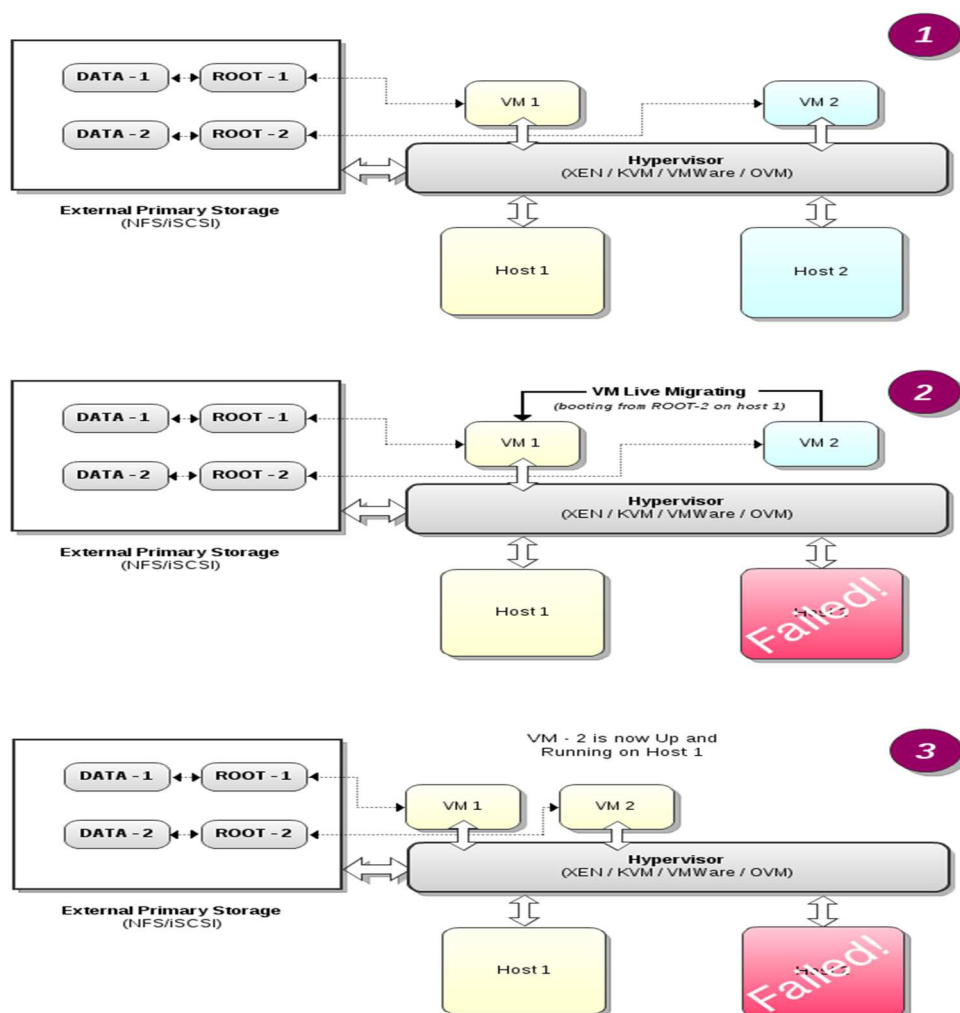 1
DATA - 1
ROOT - 1
VM 1
VM 2
DATA - 2
ROOT - 2
Hypervisor
(XEN / KVM / VMWare / OVM)
External Primary Storage
(NFS/iSCSI)
Host 1
Host 2
2
VM Live Migrating
(booting from ROOT-2 on host 1)
DATA - 1
ROOT - 1
VM 1
VM 2
DATA - 2
ROOT - 2
Hypervisor
(XEN / KVM / VMWare / OVM)
External Primary Storage
(NFS/iSCSI)
Host 1
Failed!
3
VM - 2 is now Up and
Running on Host 1
DATA - 1
ROOT - 1
VM 1
VM 2
DATA - 2
ROOT - 2
Hypervisor
(XEN / KVM / VMWare / OVM)
External Primary Storage
(NFS/iSCSI)
Host 1
Failed!